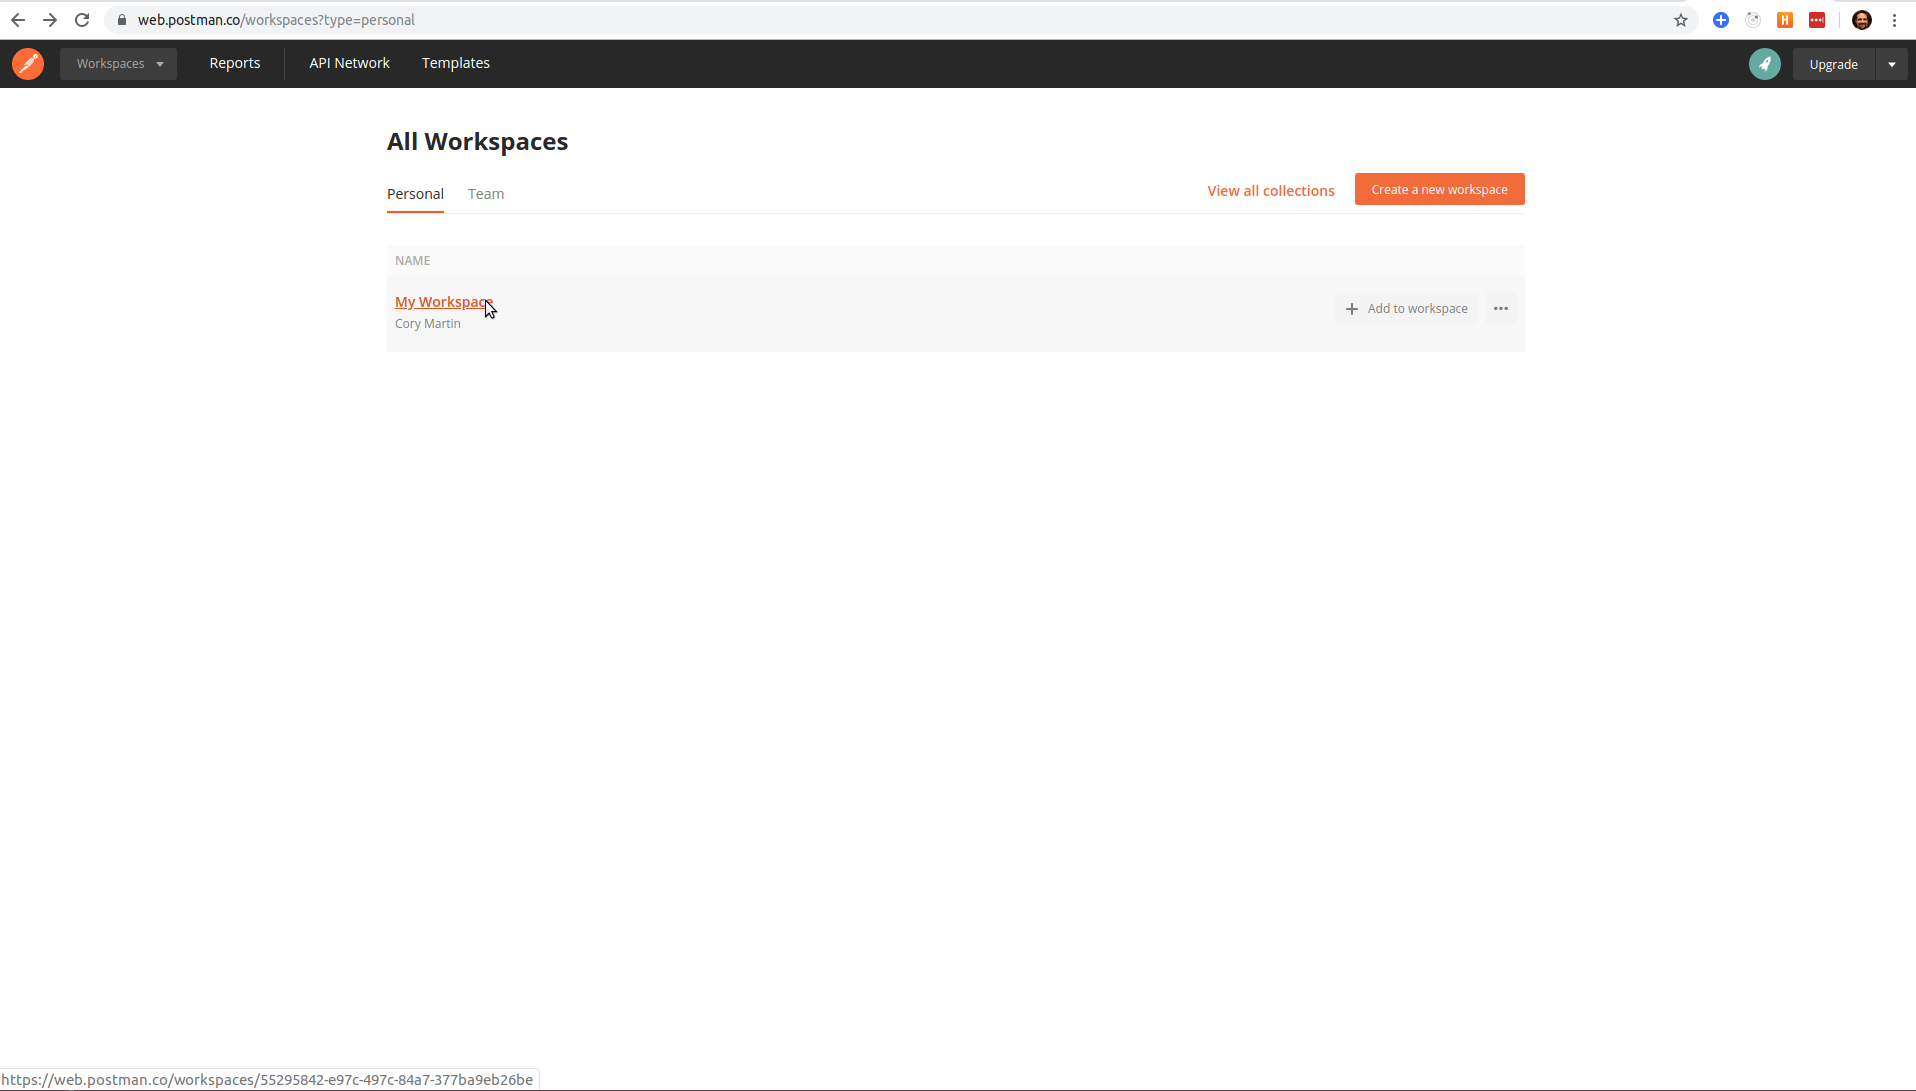 web.postman.co/workspaces?type=personal
Workspaces
Reports
API Network
Templates
Upgrade
All Workspaces
Personal
Team
View all collections
Create a new workspace
NAME
My Workspace
Add to workspace
Cory Martin
https://web.postman.co/workspaces/55295842-e97c-497c-84a7-377ba9eb26be